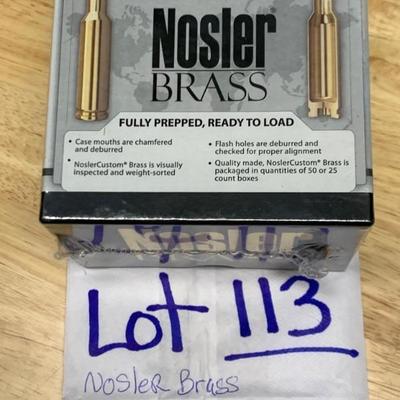 Nosler
BRASS
FULLY PREPPED, READY TO LOAD
• Case mouths are chamfered and deburred
• NoslerCustom® Brass is visually inspected and weight-sorted
• Flash holes are deburred and checked for proper alignment
• Quality made, NoslerCustom® Brass is packaged in quantities of 50 or 25 count boxes
Nosler
Lot 113
Nosler Brass